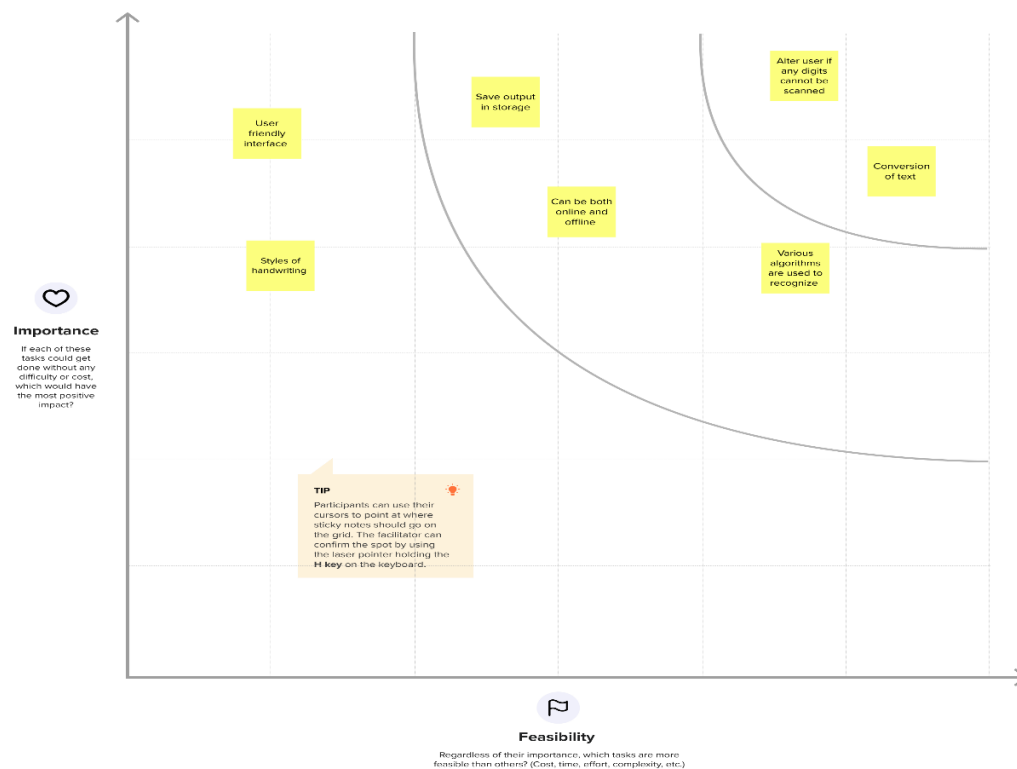 Alter user if
any digits
cannot be
scanned
Save output
in storage
User
friendly
interface
Conversion
of text
Can be both
online and
offline
Styles of
handwriting
Various
algorithms
are used to
recognize
Importance
If each of these
tasks could get
done without any
difficulty or cost,
which would have
the most positive
impact?
TIP
Participants can use their
cursors to point at where
sticky notes should go on
the grid. The facilitator can
confirm the spot by using
the laser pointer holding the
H key on the keyboard.
Feasibility
Regardless of their importance, which tasks are more
feasible than others? (Cost, time, effort, complexity, etc.)